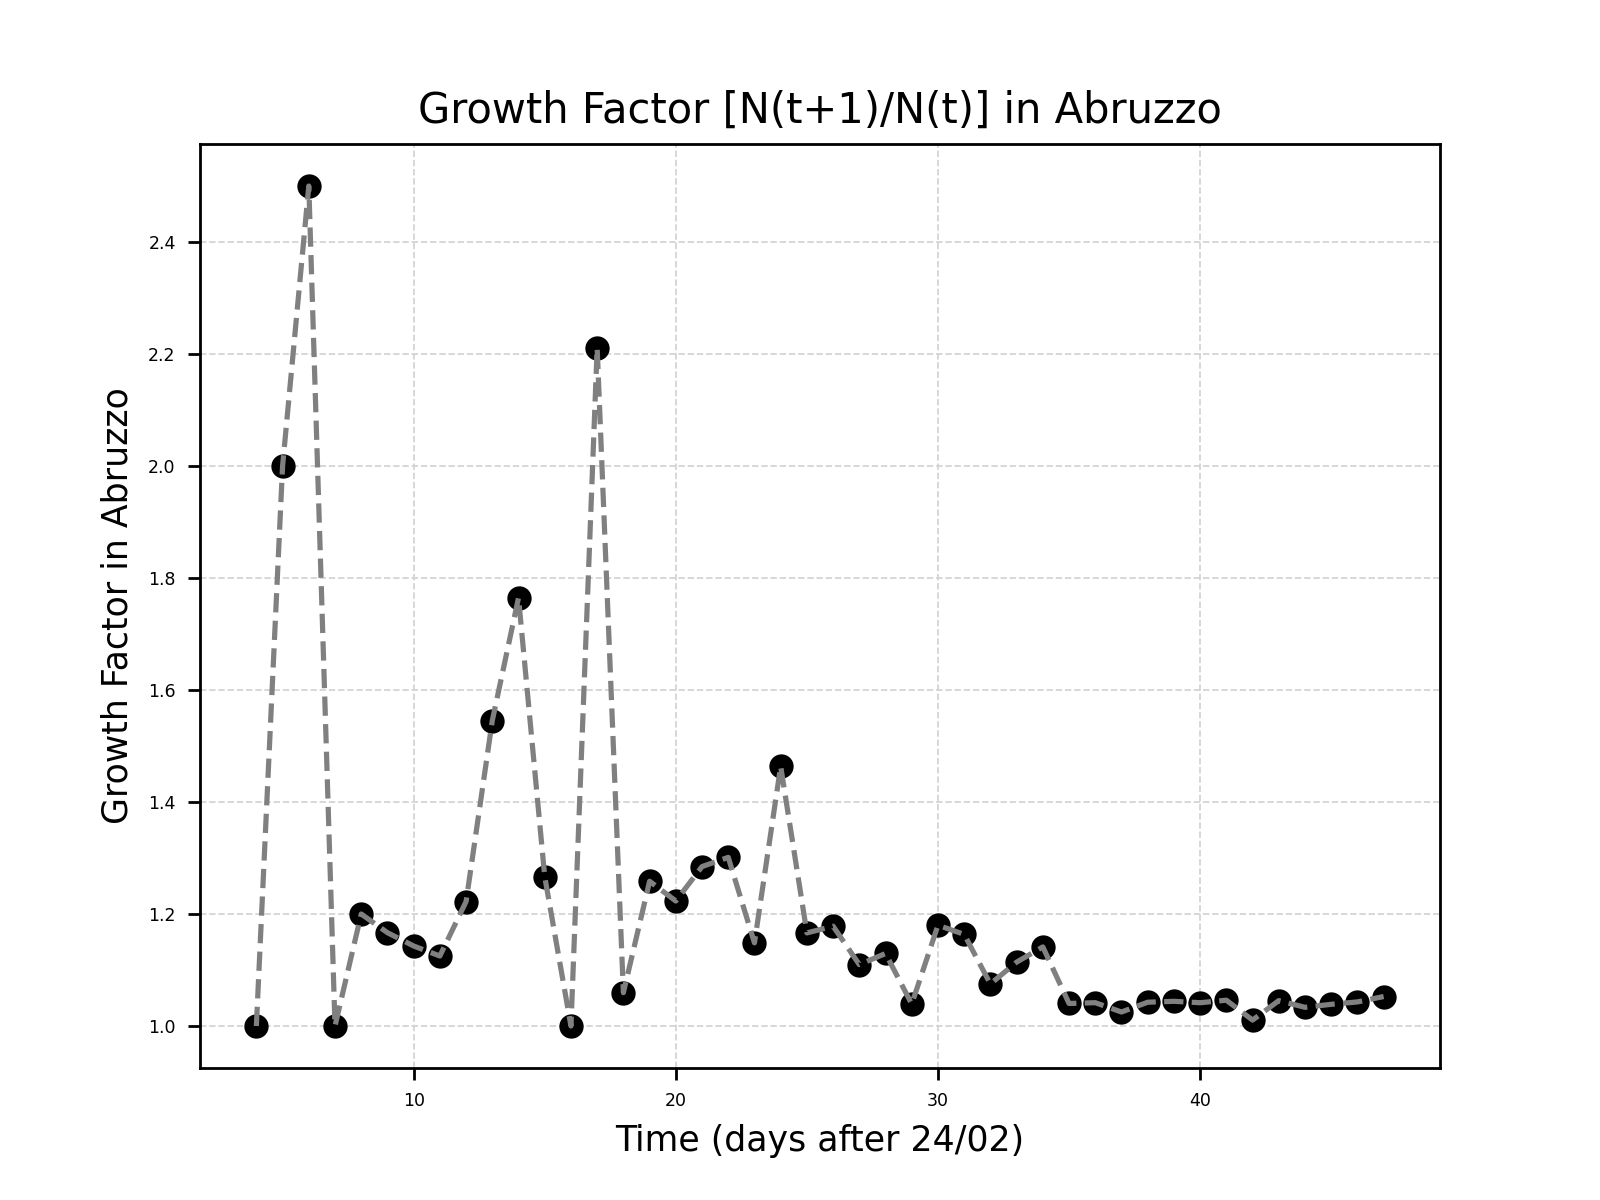 Growth Factor [N(t+1)/N(t)] in Abruzzo
Growth Factor in Abruzzo
2.4
2.2
2.0
1.8
1.6
1.4
1.2
1.0
10 20 30 40
Time (days after 24/02)